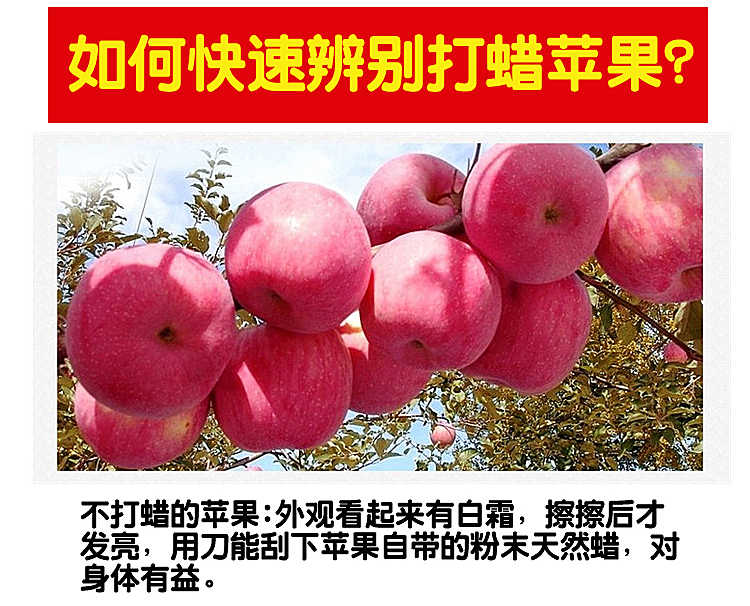 如何快速辨别打蜡苹果?
不打蜡的苹果:外观看起来有白霜，擦擦后才
发亮，用刀能刮下苹果自带的粉末天然蜡，对
身体有益。